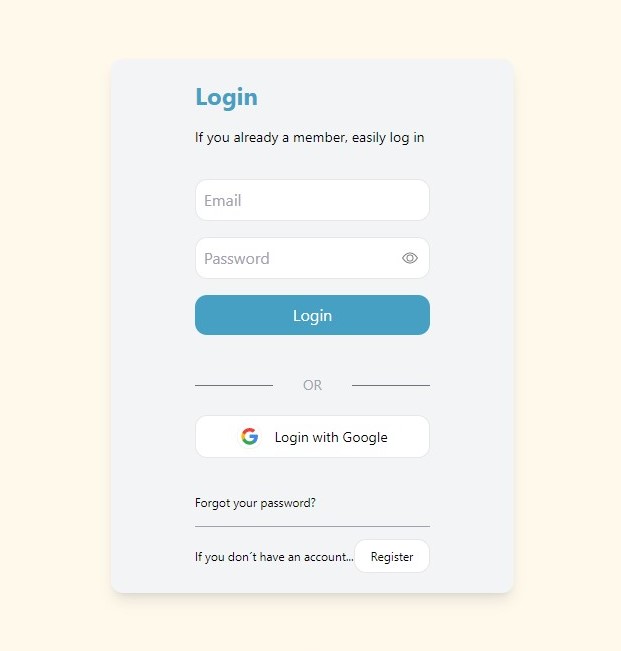 Login
If you already a member, easily log in
Email
Password
Login
OR
Login with Google
Forgot your password?
If you don´t have an account... Register